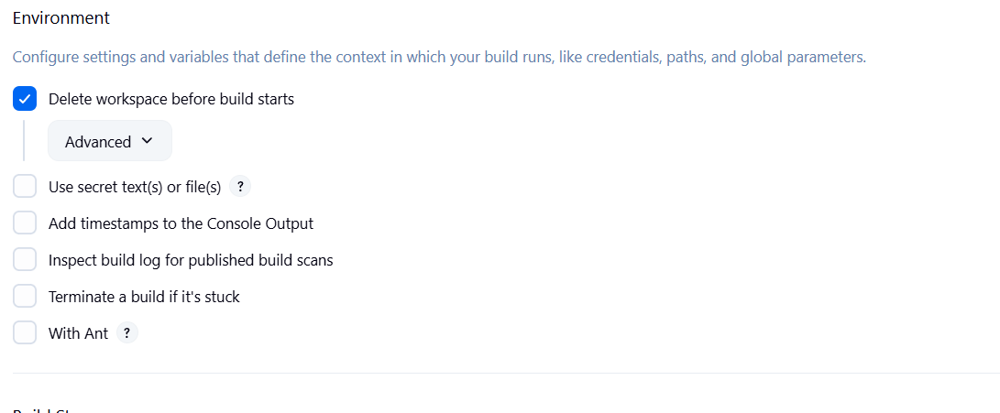 Environment
Configure settings and variables that define the context in which your build runs, like credentials, paths, and global parameters.
Delete workspace before build starts
Advanced
Use secret text(s) or file(s) ?
Add timestamps to the Console Output
Inspect build log for published build scans
Terminate a build if it's stuck
With Ant ?